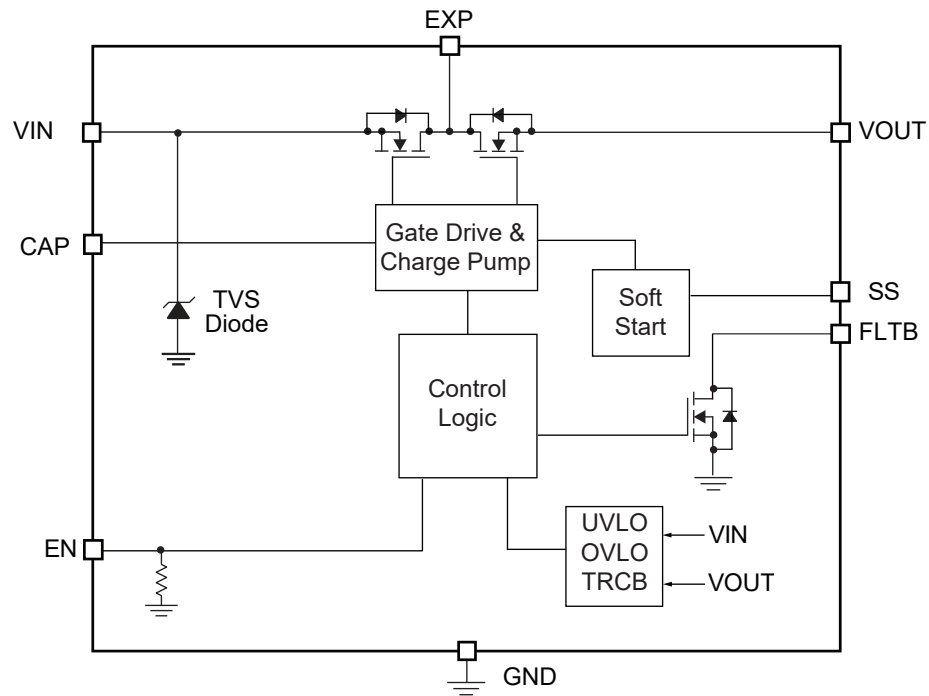 EXP
VIN
VOUT
CAP
Gate Drive &
Charge Pump
TVS
Diode
Soft
Start
SS
FLTB
Control
Logic
EN
UVLO
OVLO
TRCB
VIN
VOUT
GND